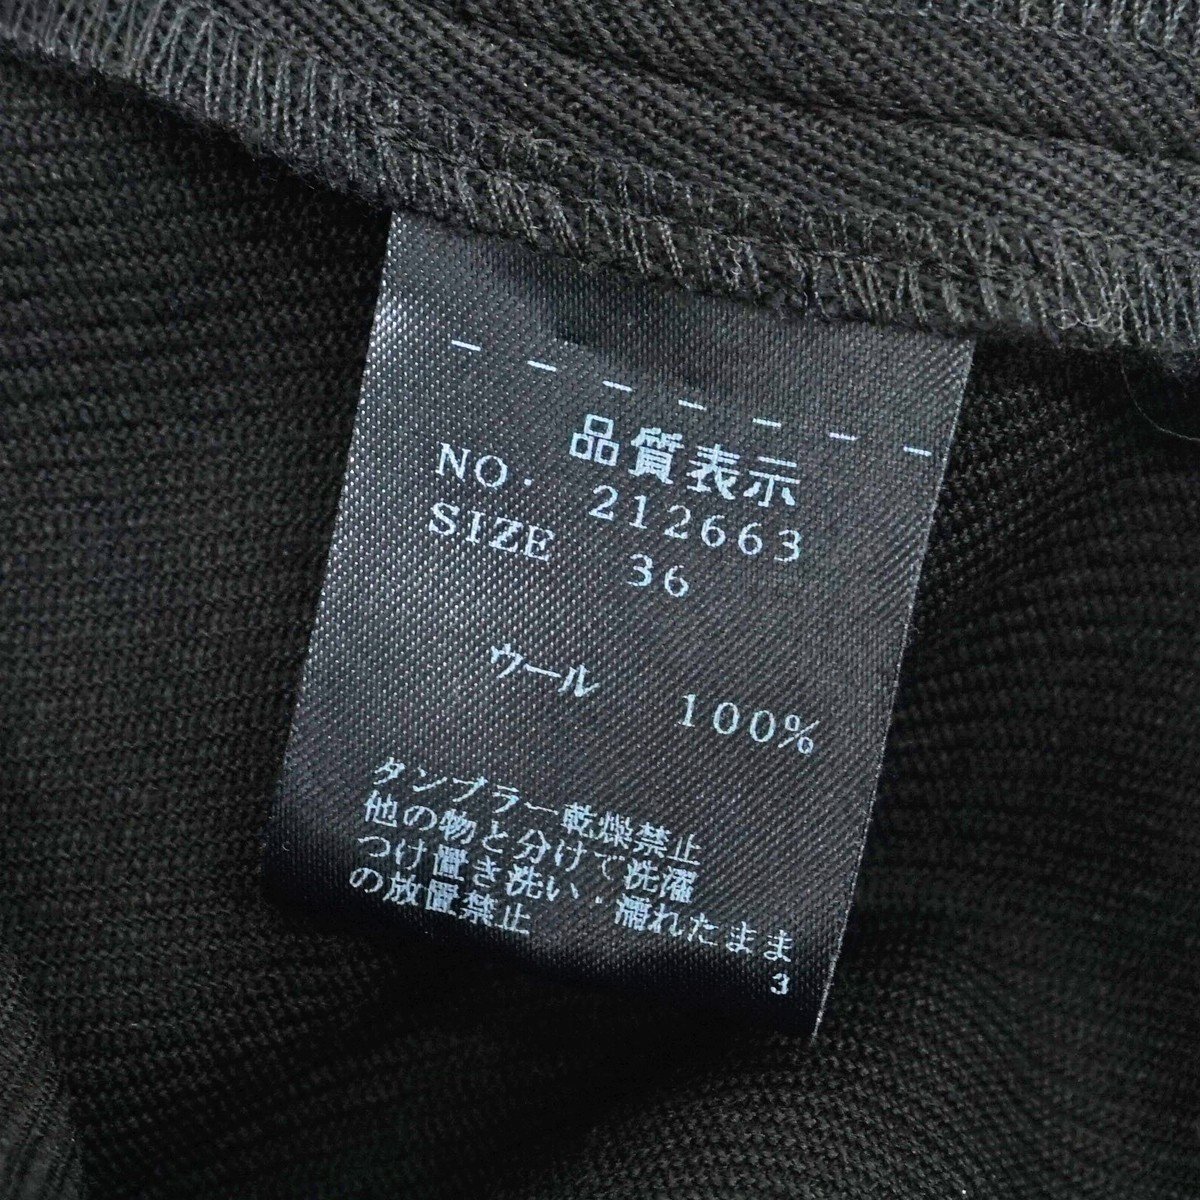 品質表示
NO. 212663
SIZE 36
ウール 100%
タンブラー乾燥禁止
他の物と分けて洗濯
つけ置き洗い・濡れたまま
の放置禁止
3